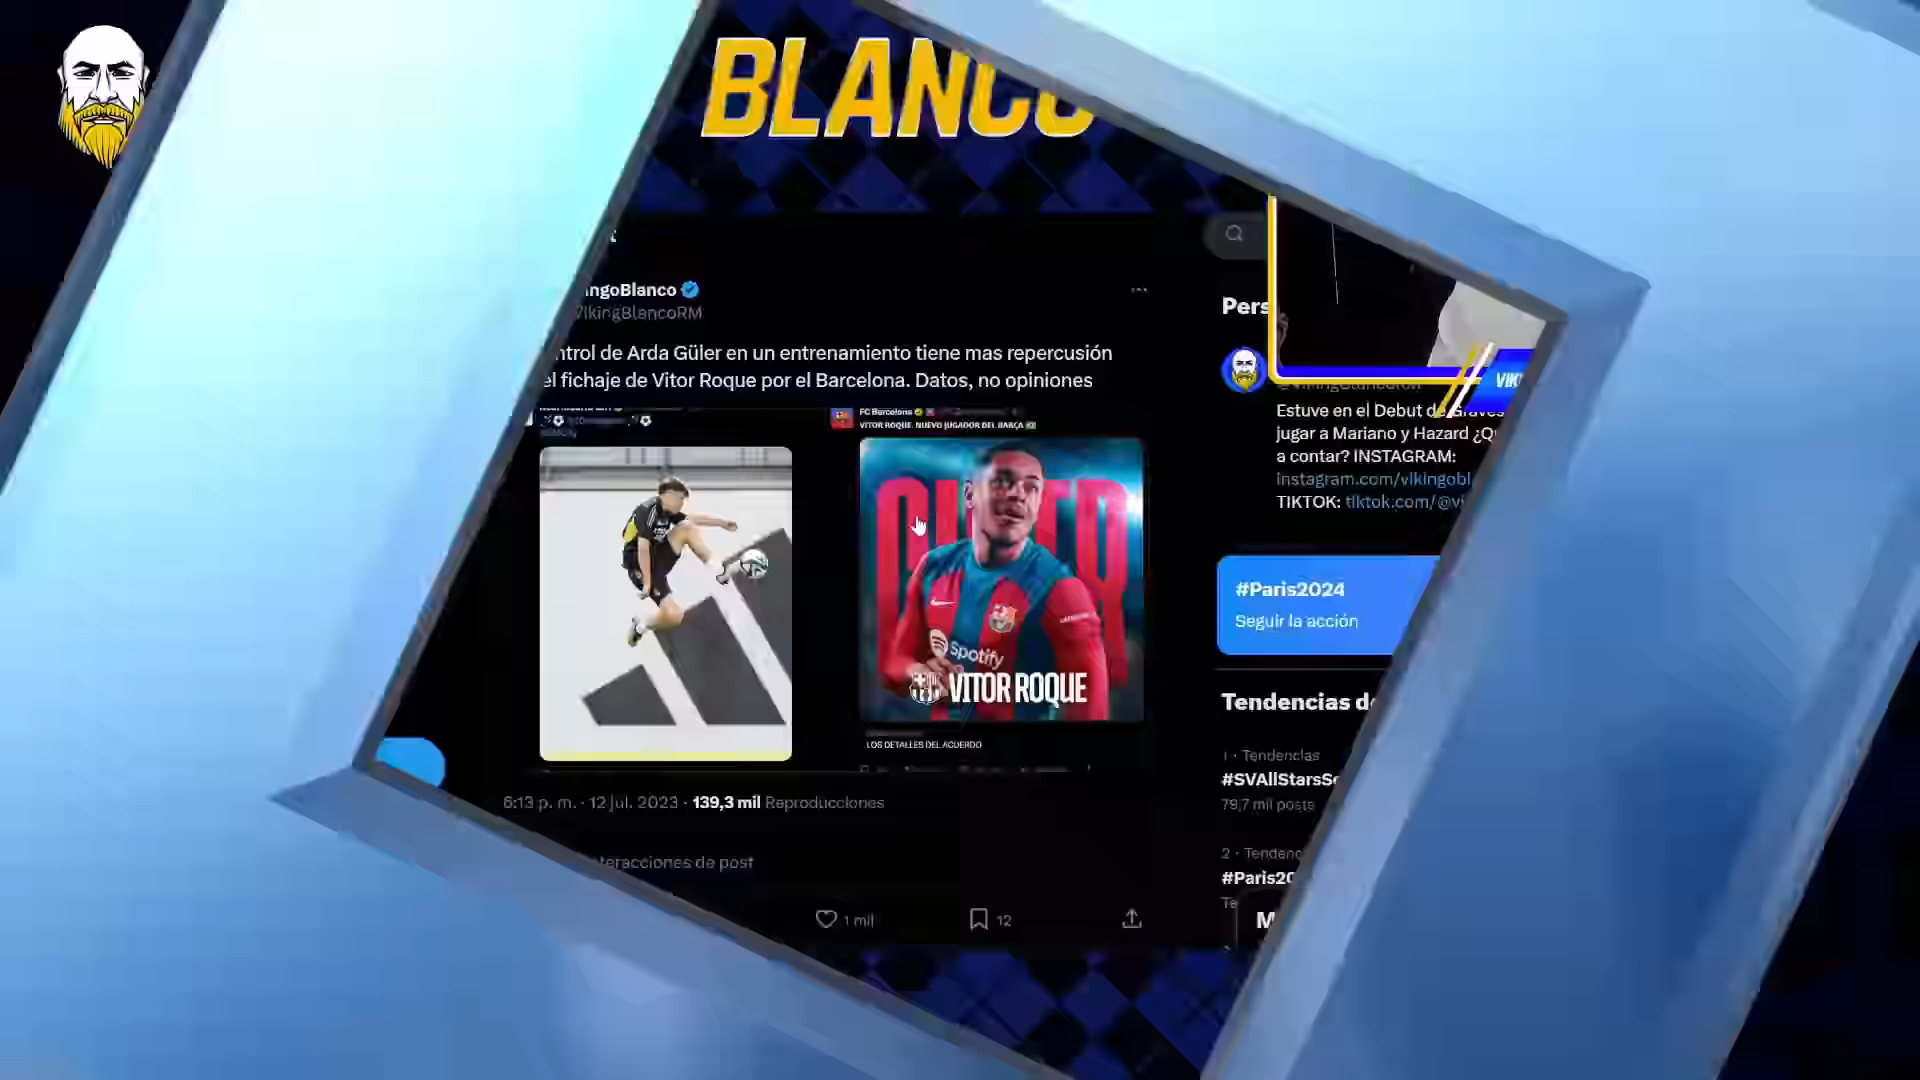 BLANCO
ingoBlanco
VikingBlancoRM
ntrol de Arda Güler en un entrenamiento tiene mas repercusión
el fichaje de Vitor Roque por el Barcelona. Datos, no opiniones
FC Barcelona
VITOR ROQUE, NUEVO JUGADOR DEL BARÇA
Spotify
VITOR ROQUE
LOS DETALLES DEL ACUERDO
6:13 p. m. · 12 jul. 2023 · 139,3 mil Reproducciones
teracciones de post
1 mil
12
Pers
VIK
Estuve en el Debut de Graves
jugar a Mariano y Hazard ¿Q
a contar? INSTAGRAM:
instagram.com/vikingobl
TIKTOK: tiktok.com/@vi
#Paris2024
Seguir la acción
Tendencias d
1 · Tendencias
#SVAllStarsS
79,7 mil posts
2 · Tendenc
#Paris20
Te
M